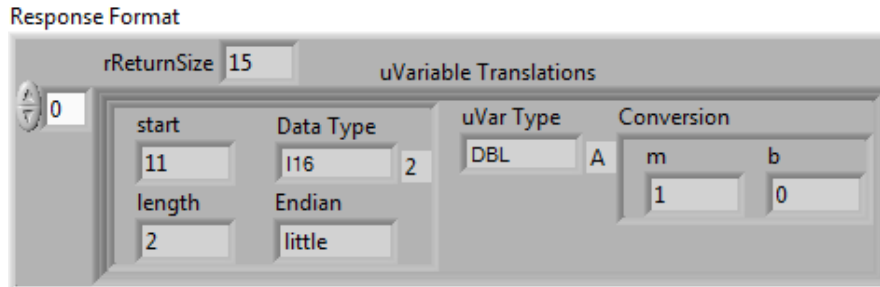 Response Format
rReturnSize 15
uVariable Translations
0
start Data Type uVar Type Conversion
11 I16 2 DBL A m b
1 0
length Endian
2 little